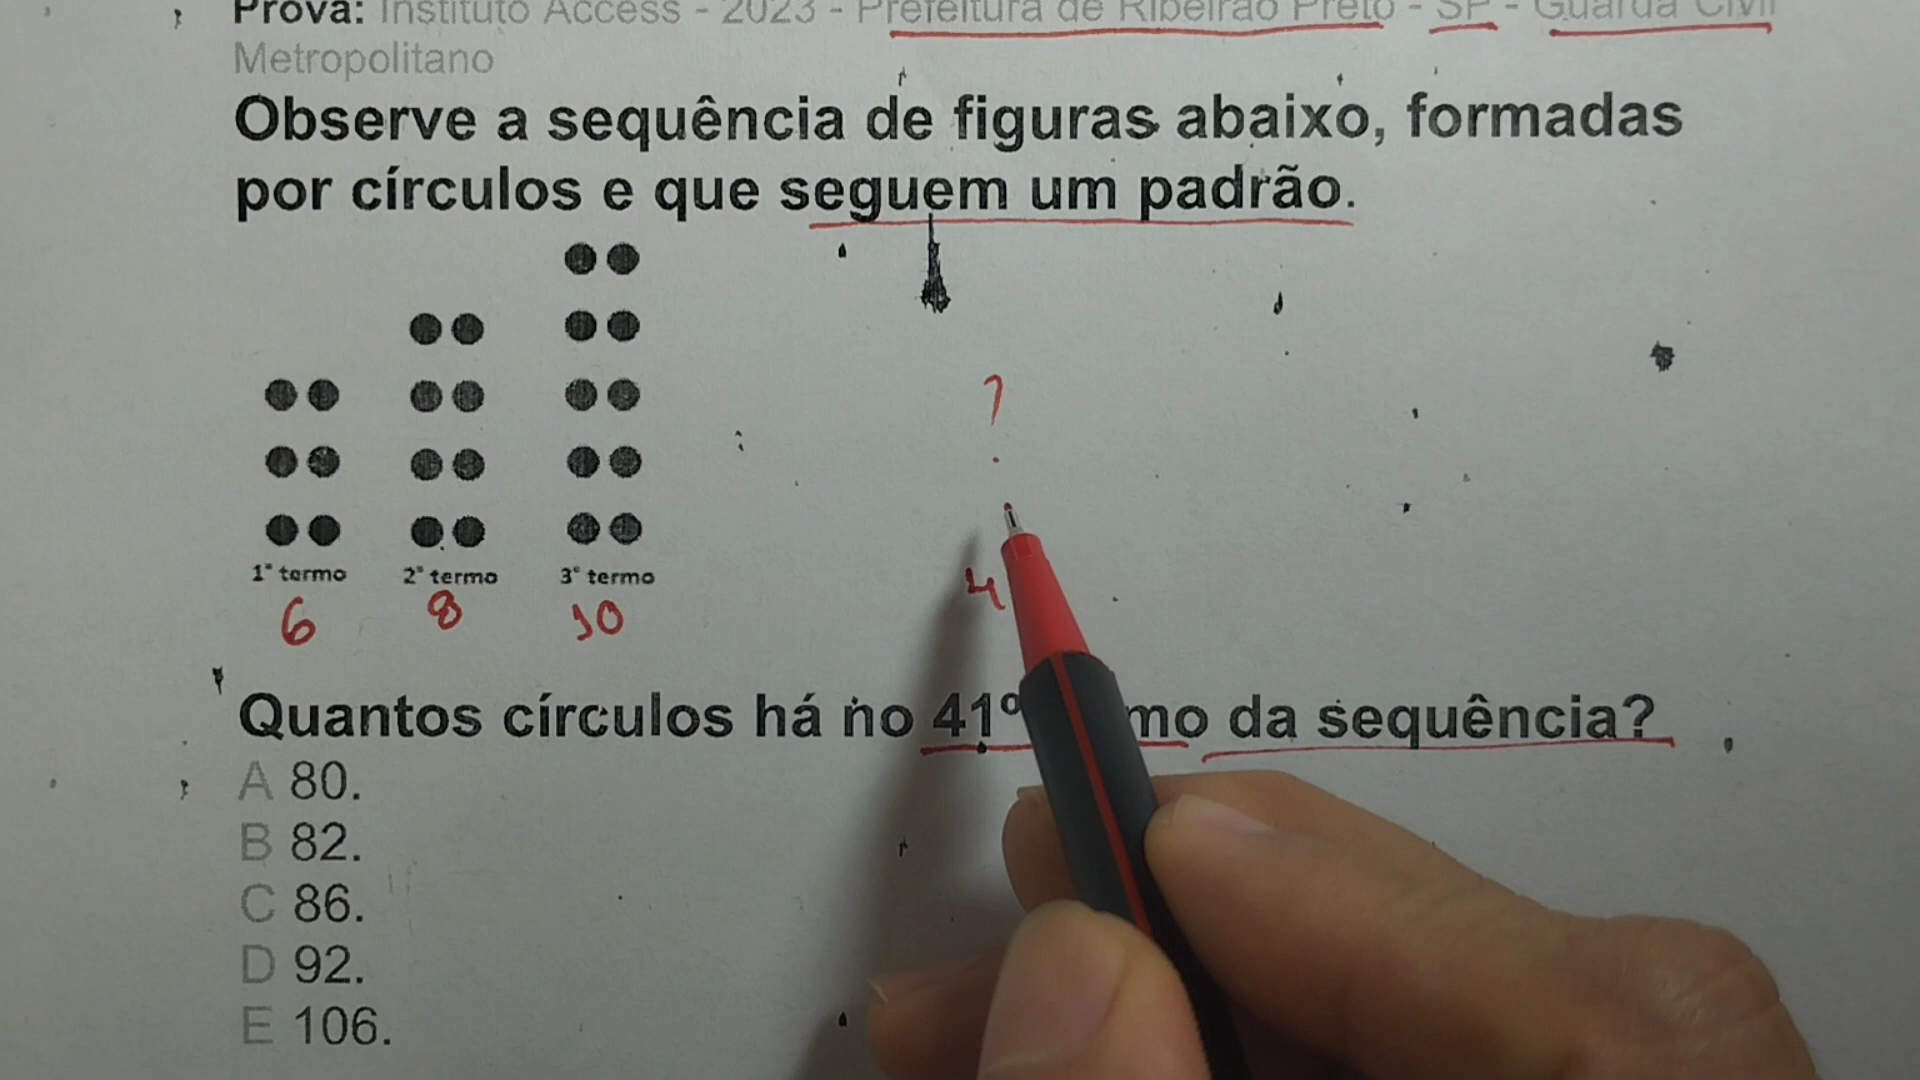 Prova: Instituto Access - 2023 - Prefeitura de Ribeirão Preto - SP - Guarda Civil
Metropolitano
Observe a sequência de figuras abaixo, formadas
por círculos e que seguem um padrão.
?
1° termo 2° termo 3° termo
6 8 10 4
Quantos círculos há no 41º mo da sequência?
A 80.
B 82.
C 86.
D 92.
E 106.